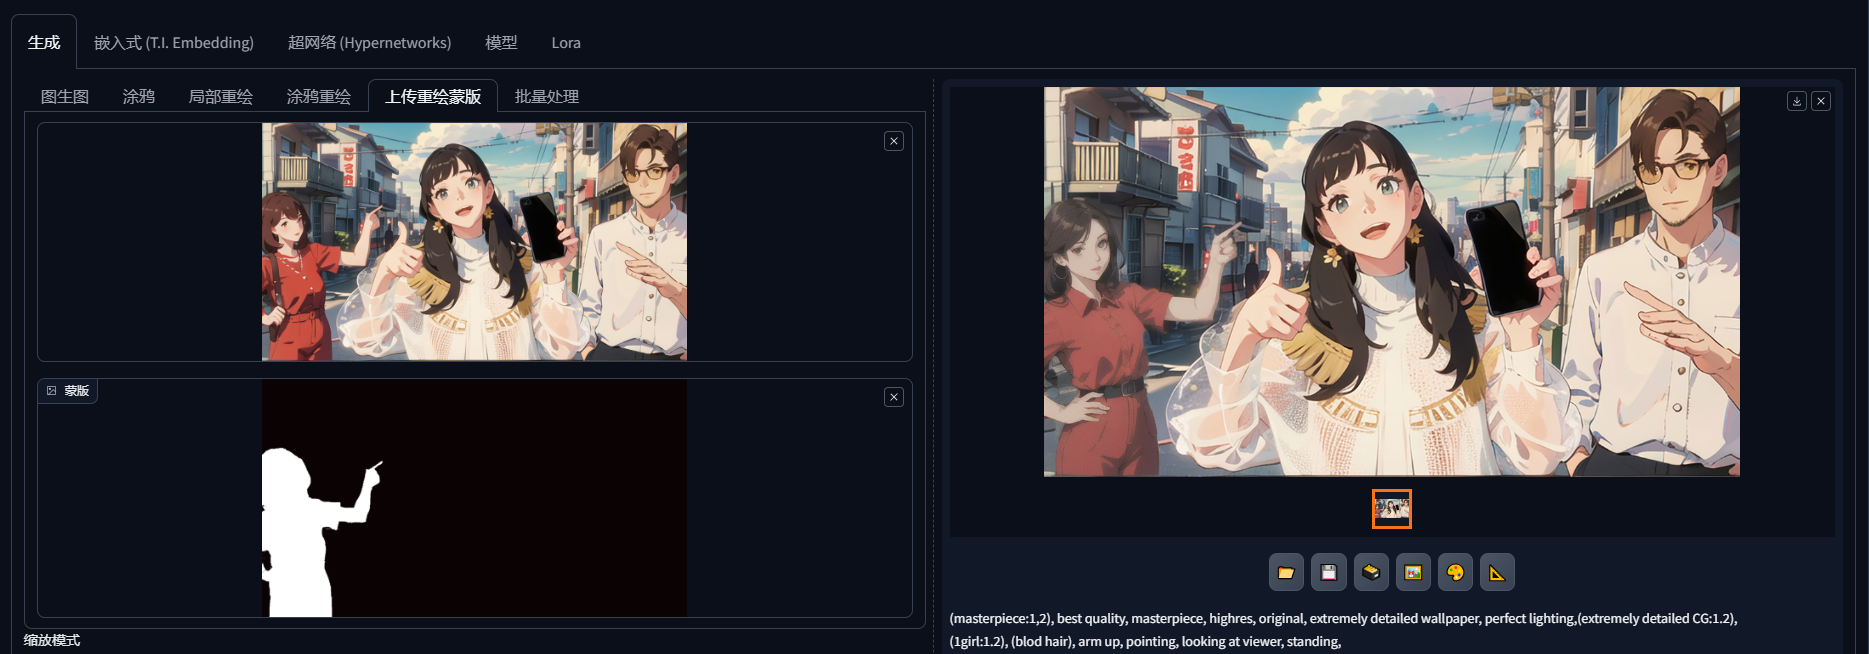 生成 嵌入式 (T.I. Embedding) 超网络 (Hypernetworks) 模型 Lora
图生图 涂鸦 局部重绘 涂鸦重绘 上传重绘蒙版 批量处理
蒙版
缩放模式
(masterpiece:1,2), best quality, masterpiece, highres, original, extremely detailed wallpaper, perfect lighting,(extremely detailed CG:1.2),
(1girl:1.2), (blod hair), arm up, pointing, looking at viewer, standing,